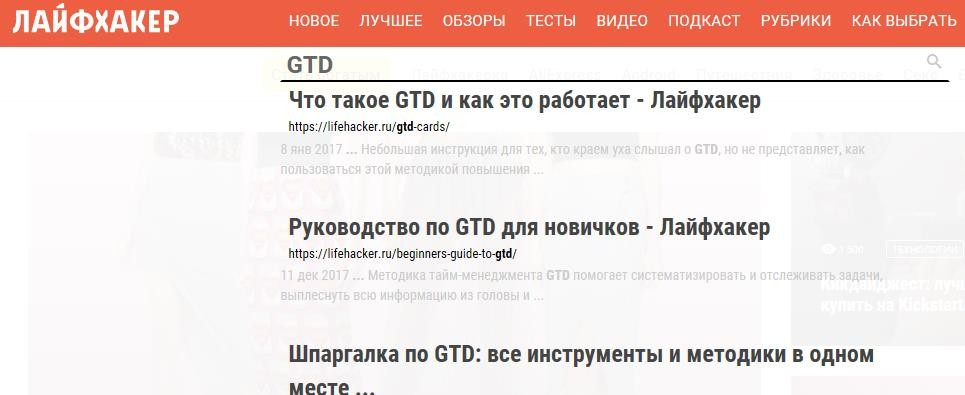 ЛАЙФХАКЕР НОВОЕ ЛУЧШЕЕ ОБЗОРЫ ТЕСТЫ ВИДЕО ПОДКАСТ РУБРИКИ КАК ВЫБРАТЬ
GTD
Что такое GTD и как это работает - Лайфхакер
https://lifehacker.ru/gtd-cards/
8 янв 2017 ... Небольшая инструкция для тех, кто краем уха слышал о GTD, но не представляет, как
пользоваться этой методикой повышения ...
Руководство по GTD для новичков - Лайфхакер
https://lifehacker.ru/beginners-guide-to-gtd/
1 500 ТЕХНОЛОГИИ
11 дек 2017 ... Методика тайм-менеджмента GTD помогает систематизировать и отслеживать задачи,
выплеснуть всю информацию из головы и ...
Кикдайджест: лучш
купить на Kickstart
Шпаргалка по GTD: все инструменты и методики в одном
месте ...